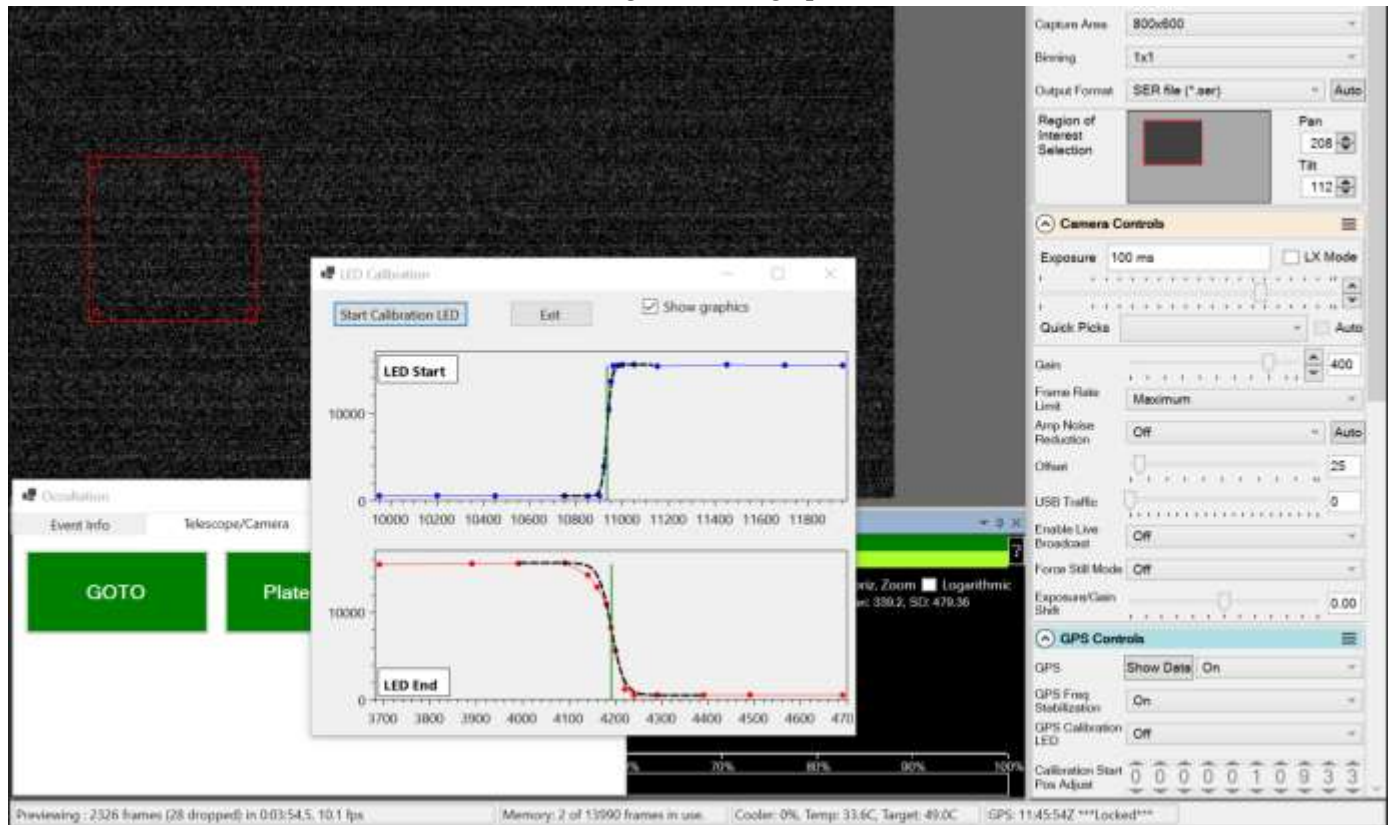 Capture Area 800x600
Binning 1x1
Output Format SER file (*.ser) Auto
Region of Interest Selection
Pan
208
Tilt
112
Camera Controls
Exposure 100 ms LX Mode
Quick Picks Auto
Gain 400
Frame Rate Limit Maximum
Amp Noise Reduction Off Auto
Offset 25
USB Traffic 0
Enable Live Broadcast Off
Force Still Mode Off
Exposure/Gain Shift 0.00
GPS Controls
GPS Show Data On
GPS Freq Stabilization On
GPS Calibration LED Off
Calibration Start Pos Adjust 0 0 0 0 0 1 0 9 3 3
LED Calibration
Start Calibration LED Exit Show graphics
LED Start
10000
0
10000 10200 10400 10600 10800 11000 11200 11400 11600 11800
10000
LED End
0
3700 3800 3900 4000 4100 4200 4300 4400 4500 4600 470
Occultation
Event Info Telescope/Camera
GOTO Plate
?
oriz. Zoom Logarithmic
339.2, SD: 479.36
% 70% 80% 90% 100%
Previewing : 2326 frames (28 dropped) in 0:03:54.5, 10.1 fps Memory: 2 of 13990 frames in use. Cooler: 0%, Temp: 33.6C, Target: 49.0C GPS: 11:45:54Z ***Locked***